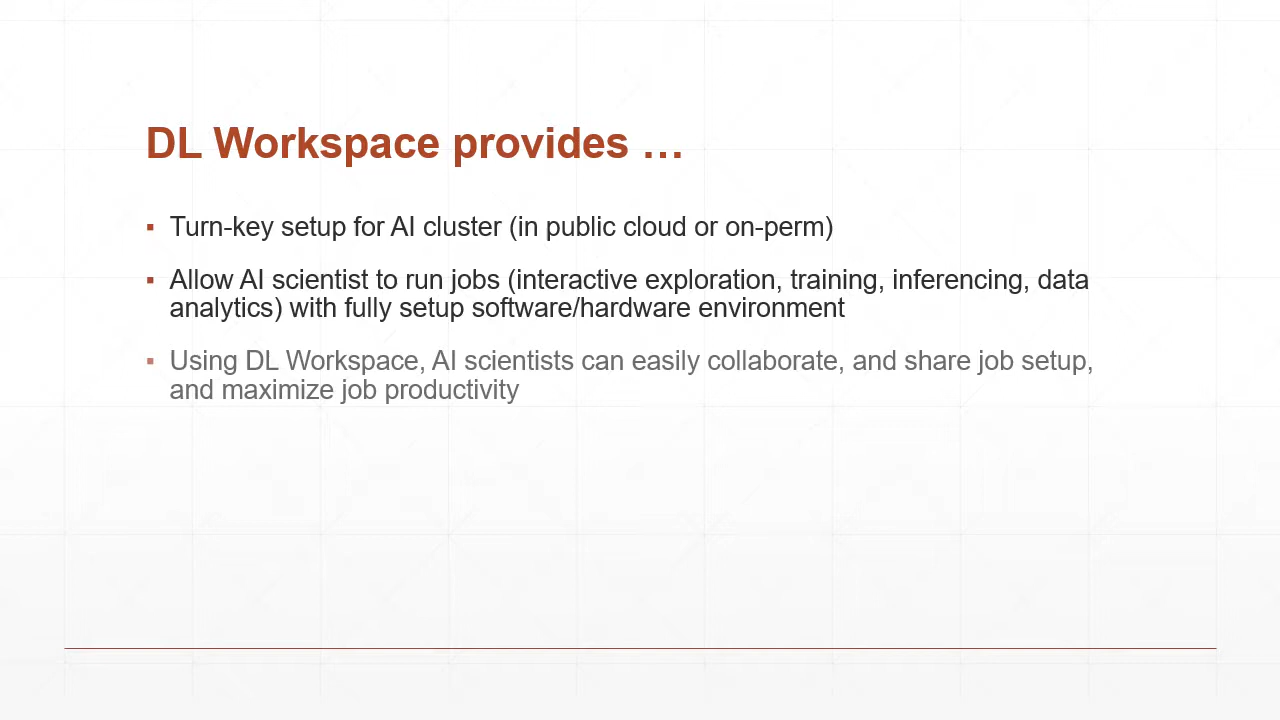 DL Workspace provides …
▪ Turn-key setup for AI cluster (in public cloud or on-perm)
▪ Allow AI scientist to run jobs (interactive exploration, training, inferencing, data
analytics) with fully setup software/hardware environment
▪ Using DL Workspace, AI scientists can easily collaborate, and share job setup,
and maximize job productivity